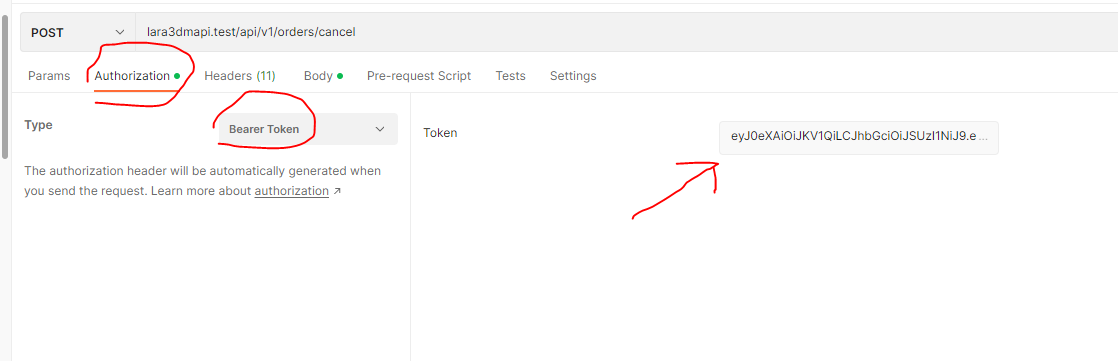 POST
lara3dmapi.test/api/v1/orders/cancel
Params
Authorization
Headers (11)
Body
Pre-request Script
Tests
Settings
Type
Bearer Token
The authorization header will be automatically generated when
you send the request. Learn more about authorization ↗
Token
eyJ0eXAiOiJKV1QiLCJhbGciOiJSUzI1NiJ9.e ...